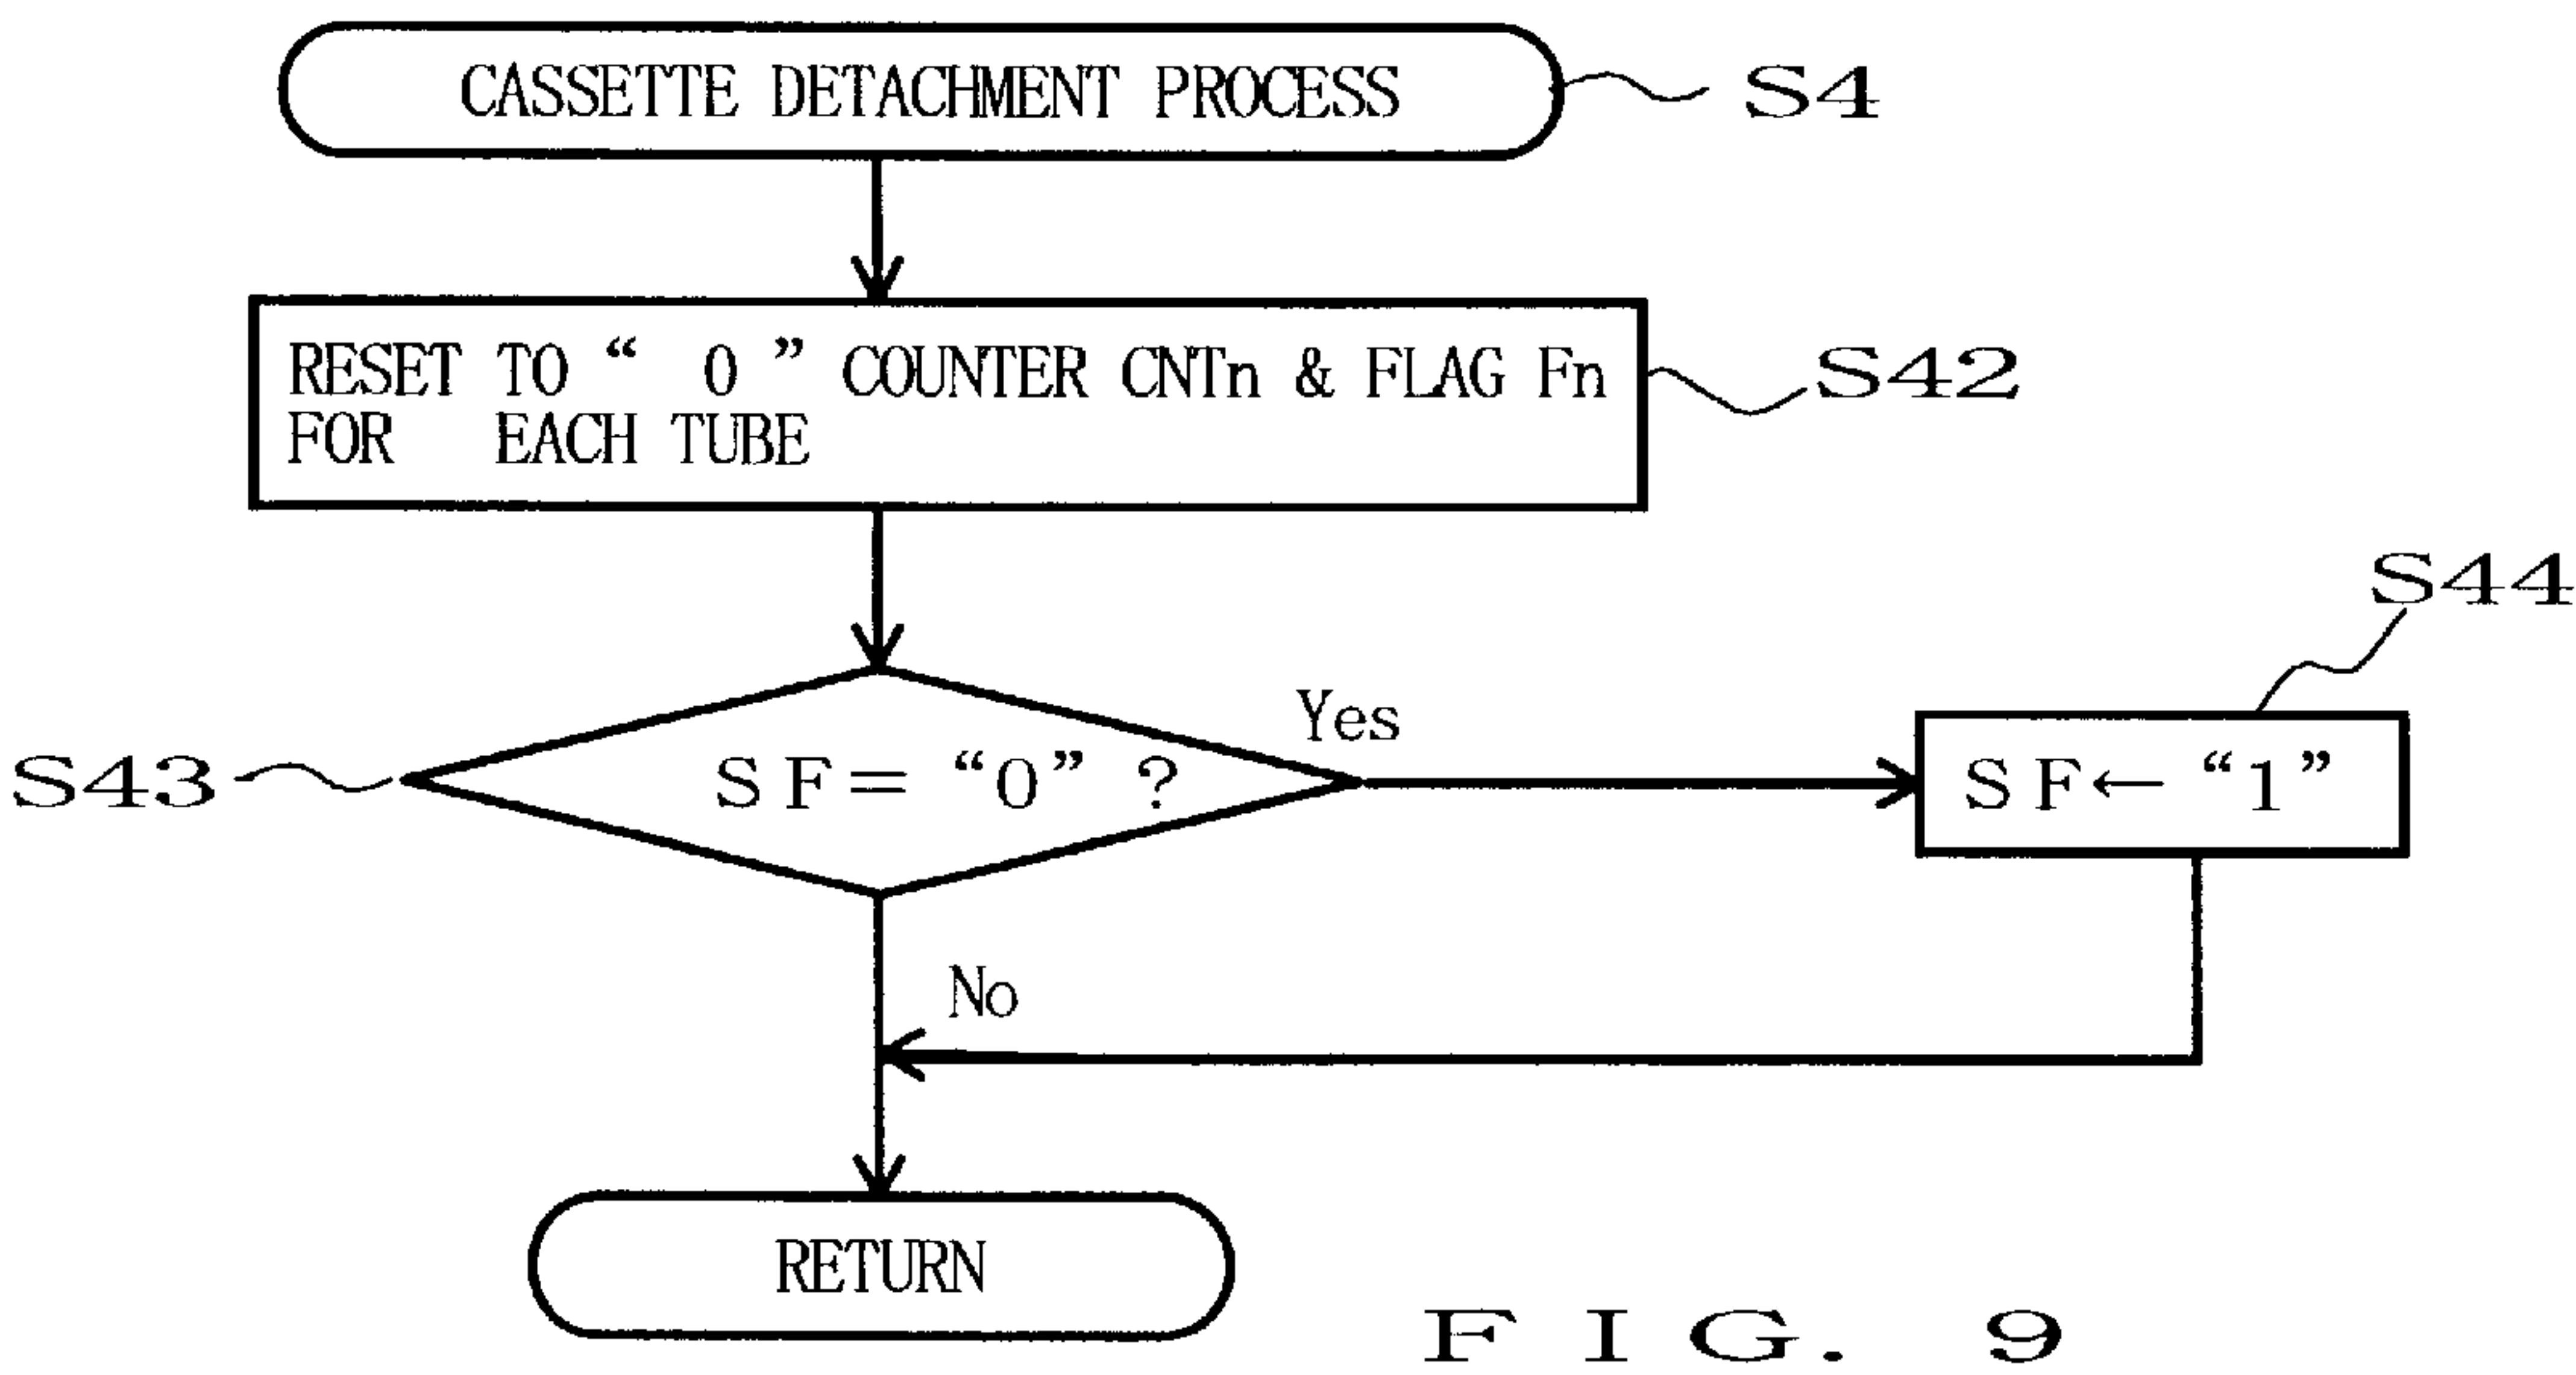 CASSETTE DETACHMENT PROCESS
S4
RESET TO “ 0 ” COUNTER CNTn & FLAG Fn
FOR EACH TUBE
S42
S44
Yes
S43
SF= “0” ?
SF← “1”
No
RETURN
FIG. 9